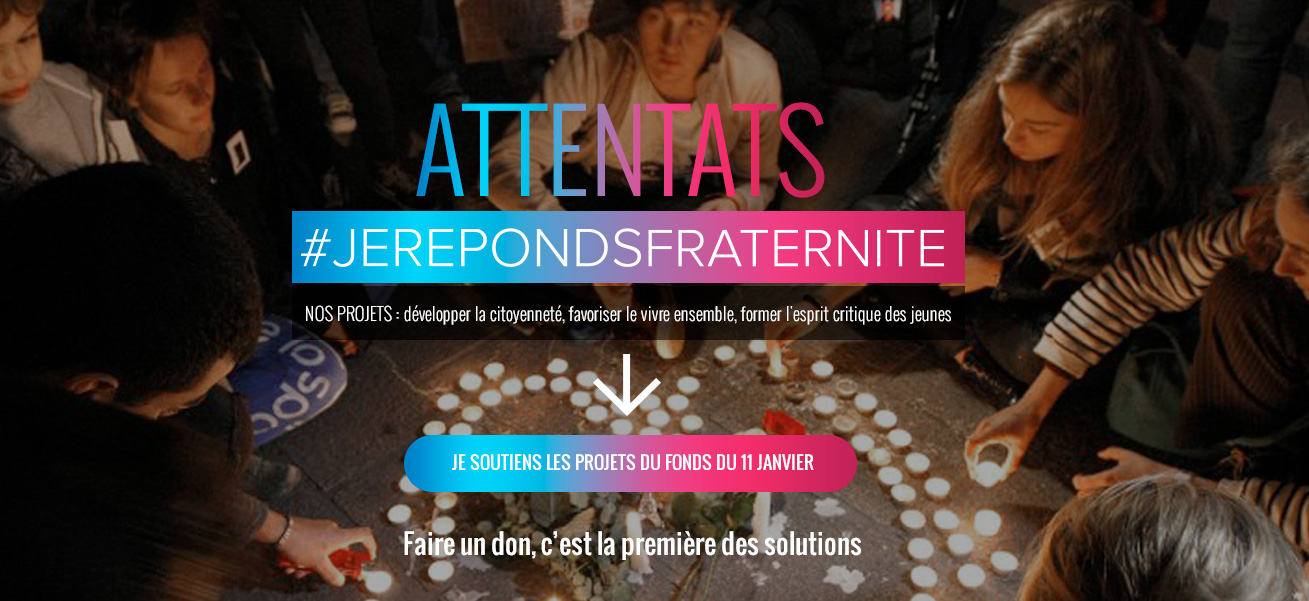 ATTENTATS
#JEREPONDSFRATERNITE
NOS PROJETS : développer la citoyenneté, favoriser le vivre ensemble, former l'esprit critique des jeunes
JE SOUTIENS LES PROJETS DU FONDS DU 11 JANVIER
Faire un don, c'est la première des solutions